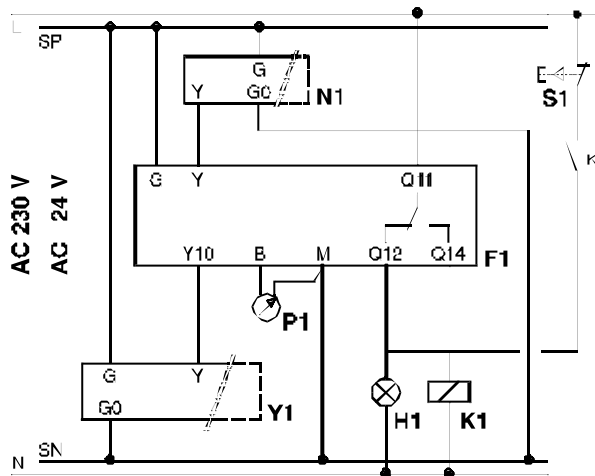 L
SP
G
Y G0 N1
S1
K
AC 230 V
AC 24 V
G Y Q11
Y10 B M Q12 Q14 F1
P1
G Y
G0 Y1
H1 K1
SN
N